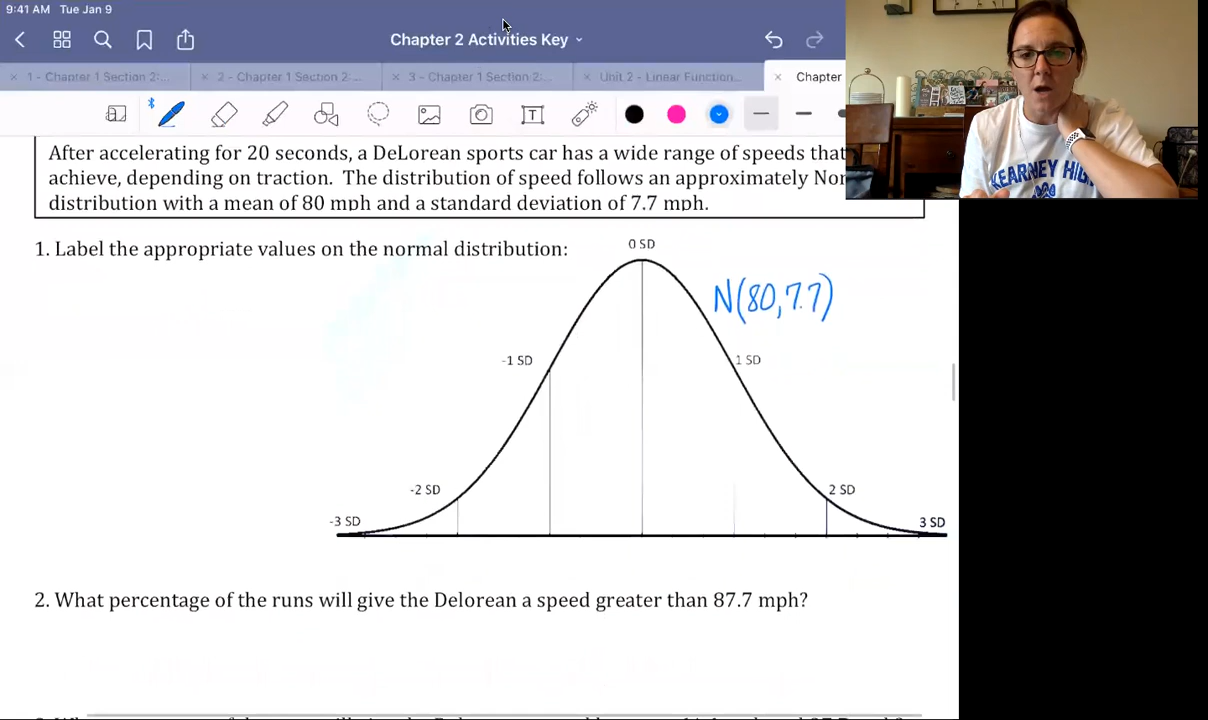 9:41 AM Tue Jan 9
Chapter 2 Activities Key
1 - Chapter 1 Section 2:...
2 - Chapter 1 Section 2:...
3 - Chapter 1 Section 2:...
Unit 2 - Linear Function...
Chapter
T
After accelerating for 20 seconds, a DeLorean sports car has a wide range of speeds that
achieve, depending on traction. The distribution of speed follows an approximately Nor
distribution with a mean of 80 mph and a standard deviation of 7.7 mph.
KEARNEY HIGH
1. Label the appropriate values on the normal distribution:
0 SD
N(80,7.7)
-1 SD
1 SD
-2 SD
2 SD
-3 SD
3 SD
2. What percentage of the runs will give the Delorean a speed greater than 87.7 mph?